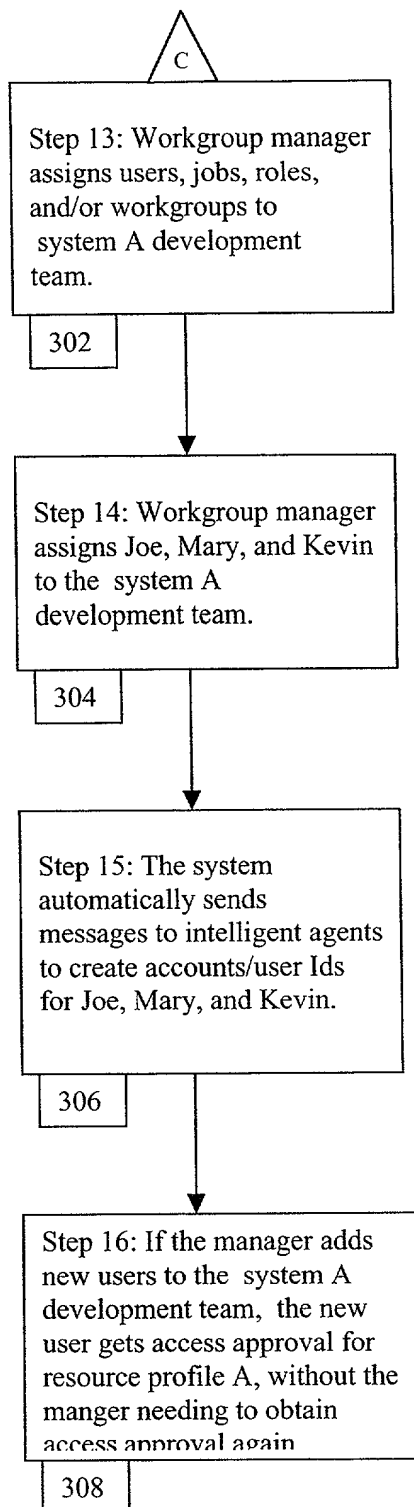 C
Step 13: Workgroup manager
assigns users, jobs, roles,
and/or workgroups to
system A development
team.
302
Step 14: Workgroup manager
assigns Joe, Mary, and Kevin
to the system A
development team.
304
Step 15: The system
automatically sends
messages to intelligent agents
to create accounts/user Ids
for Joe, Mary, and Kevin.
306
Step 16: If the manager adds
new users to the system A
development team, the new
user gets access approval for
resource profile A, without the
manger needing to obtain
access approval again
308